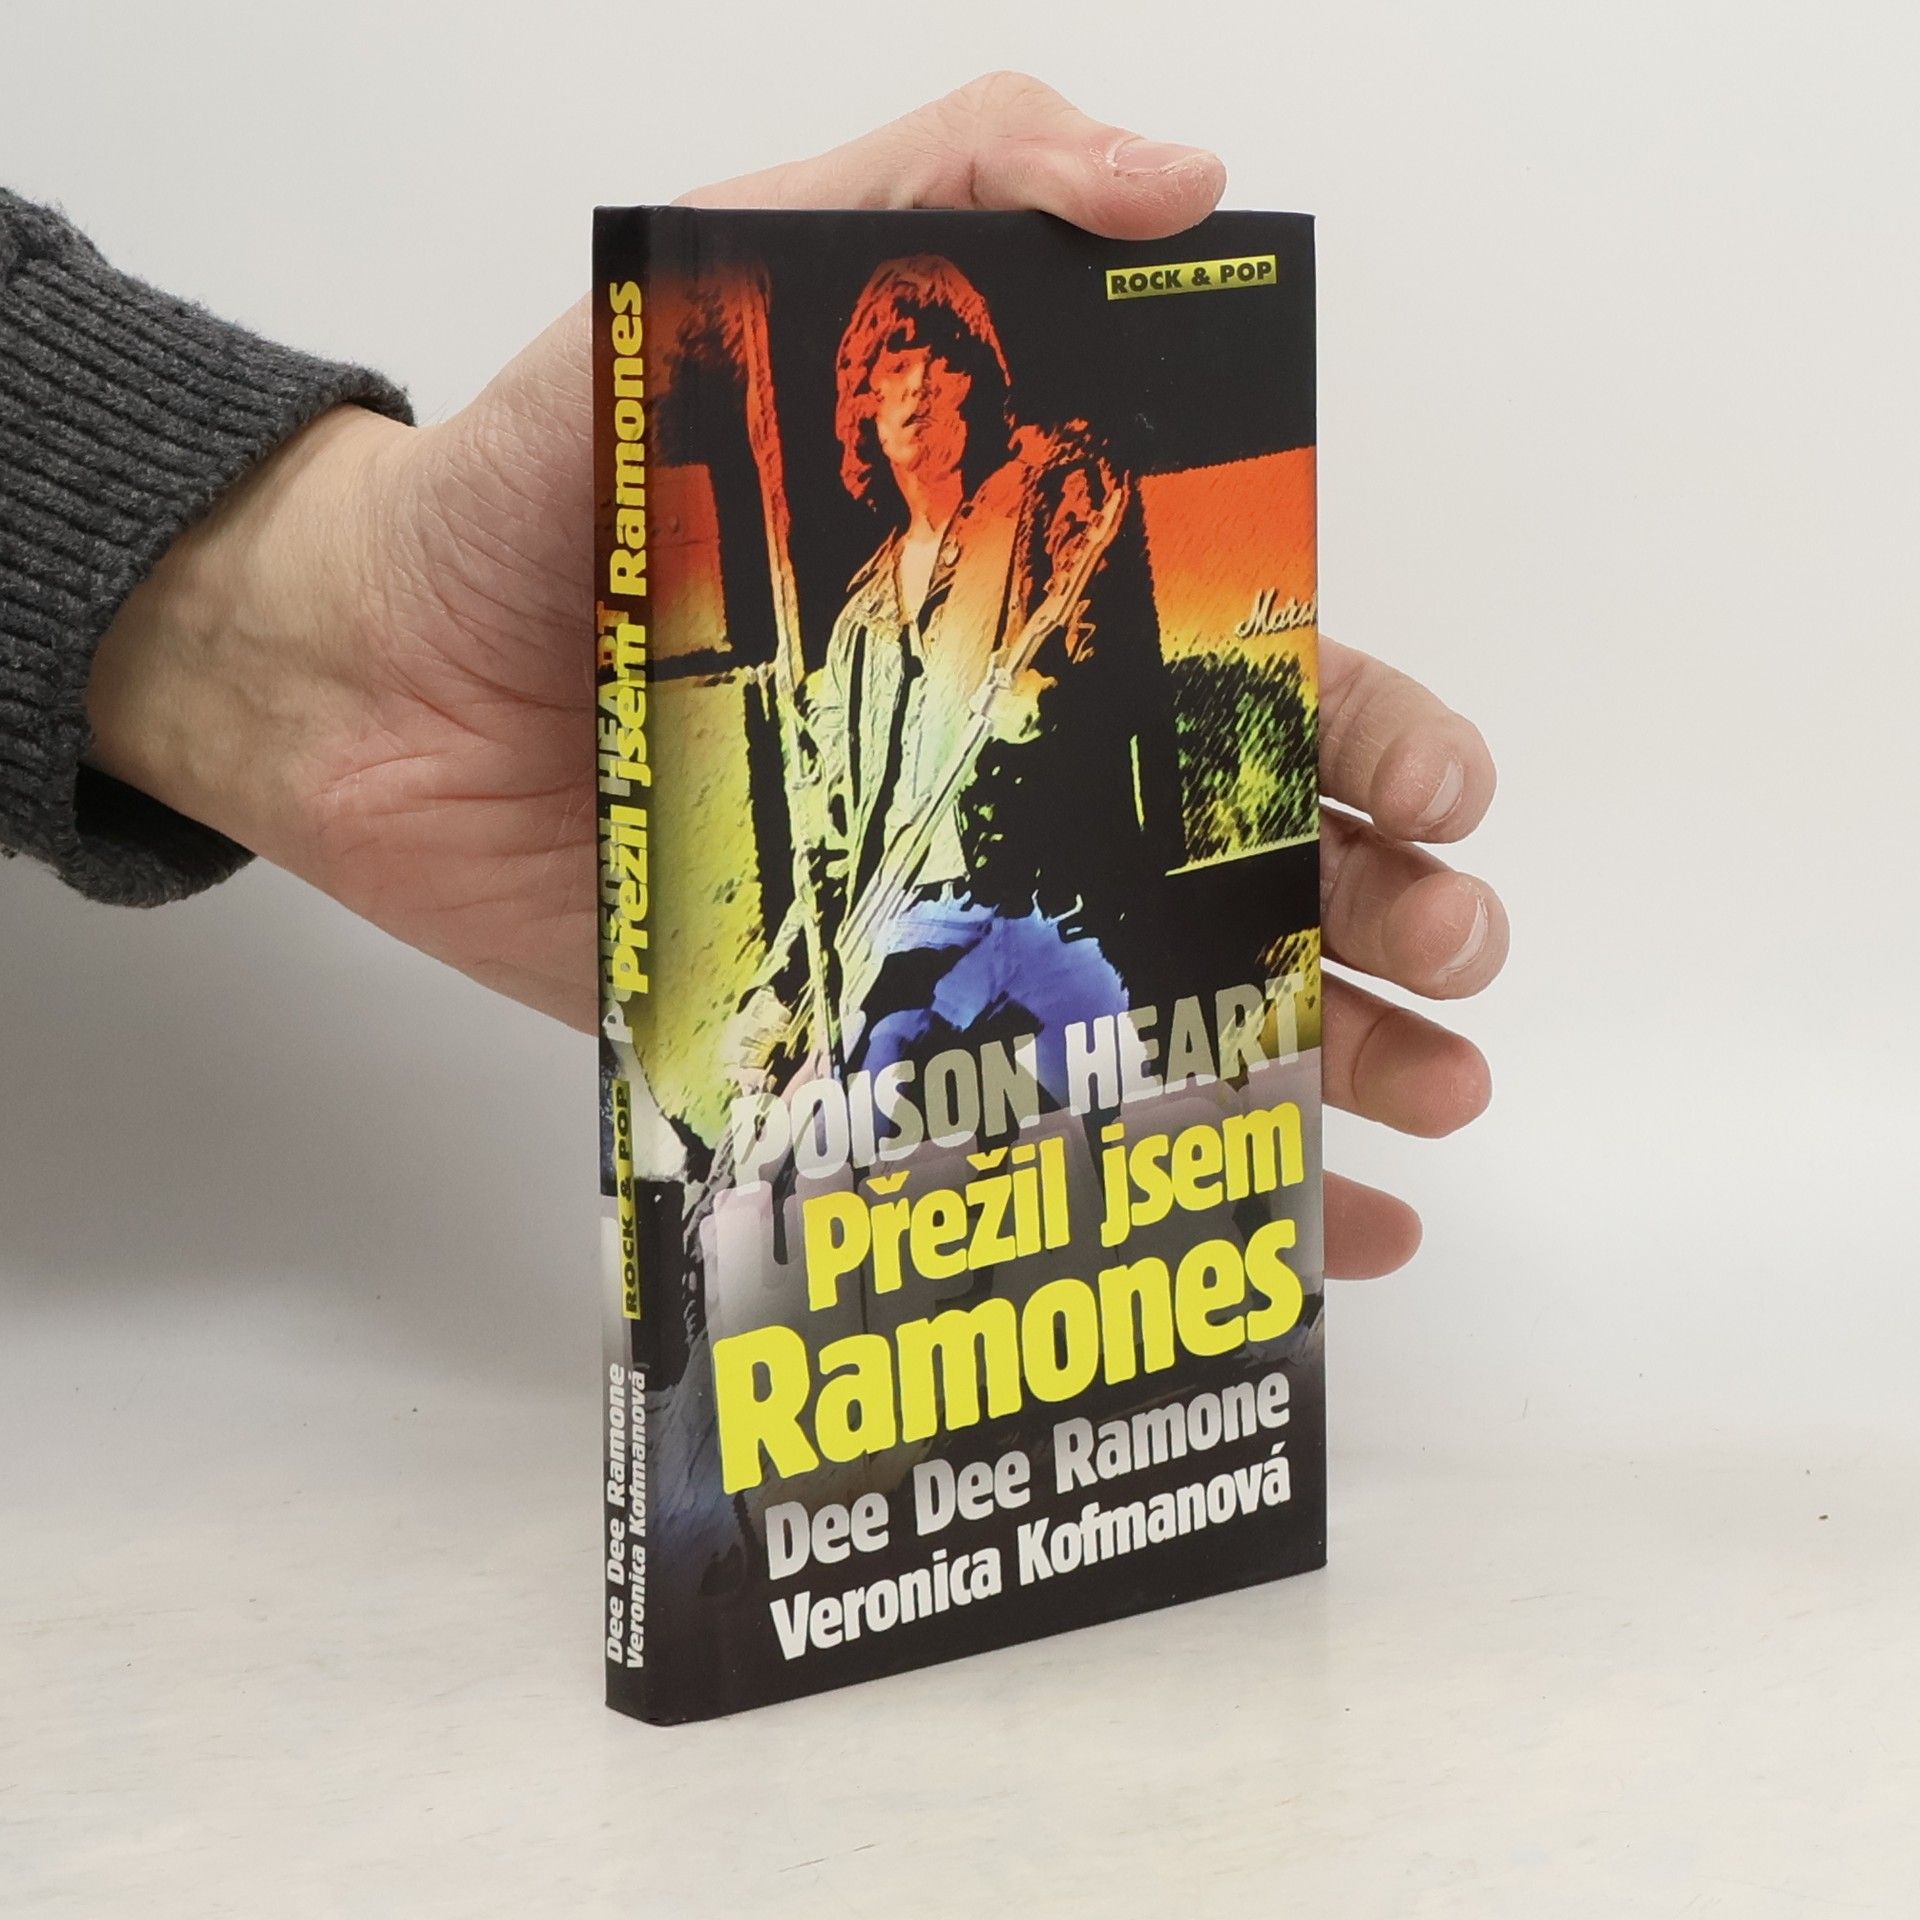 ROCK & POP
POISON HEART
Přežil jsem
Ramones
Dee Dee Ramone
Veronica Kofmanová
Přežil jsem Ramones
POISON HEART
ROCK & POP
Dee Dee Ramone
Veronica Kofmanová